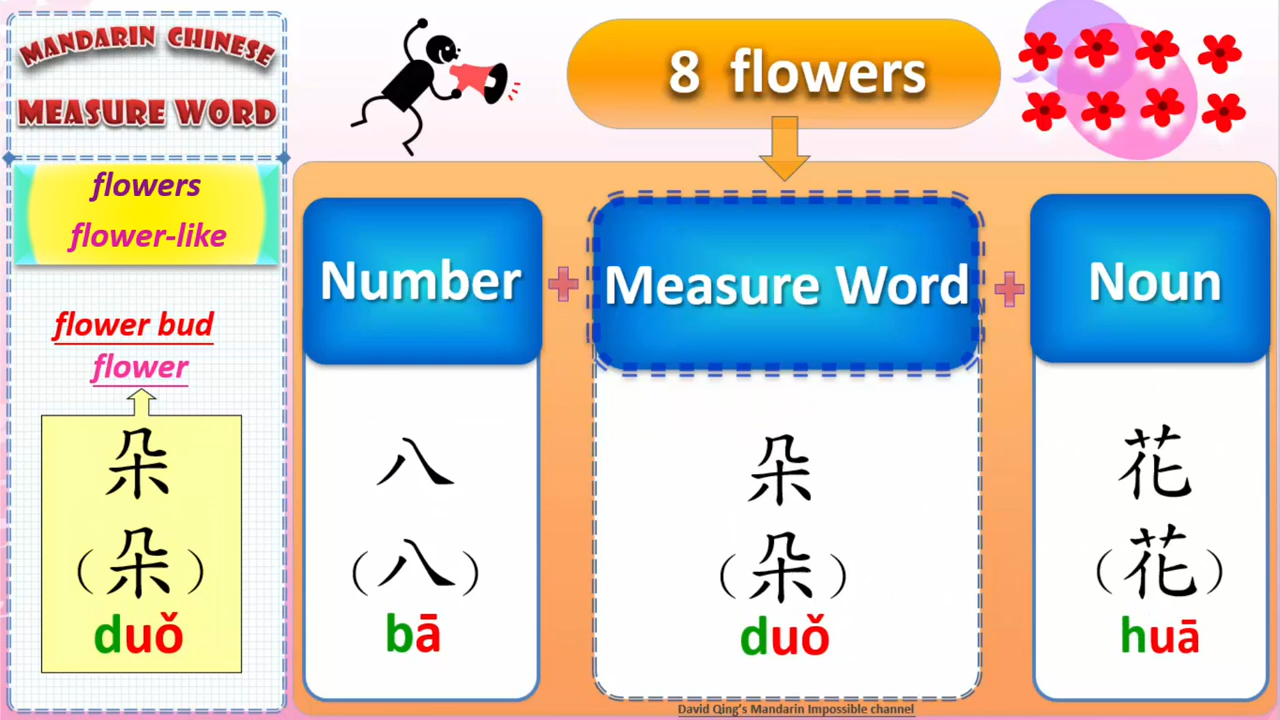 MANDARIN CHINESE
MEASURE WORD
flowers
flower-like
flower bud
flower
朵
（朵）
duǒ
8 flowers
Number + Measure Word + Noun
八 朵 花
（八） （朵） （花）
bā duǒ huā
David Qing's Mandarin Impossible channel